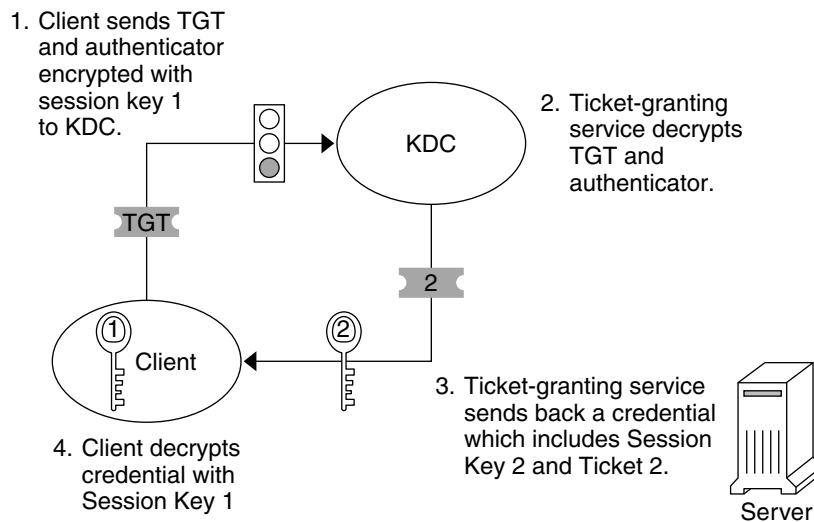 1. Client sends TGT
and authenticator
encrypted with
session key 1
to KDC.
KDC
2. Ticket-granting
service decrypts
TGT and
authenticator.
TGT
2
1
Client
2
3. Ticket-granting service
sends back a credential
which includes Session
Key 2 and Ticket 2.
4. Client decrypts
credential with
Session Key 1
Server